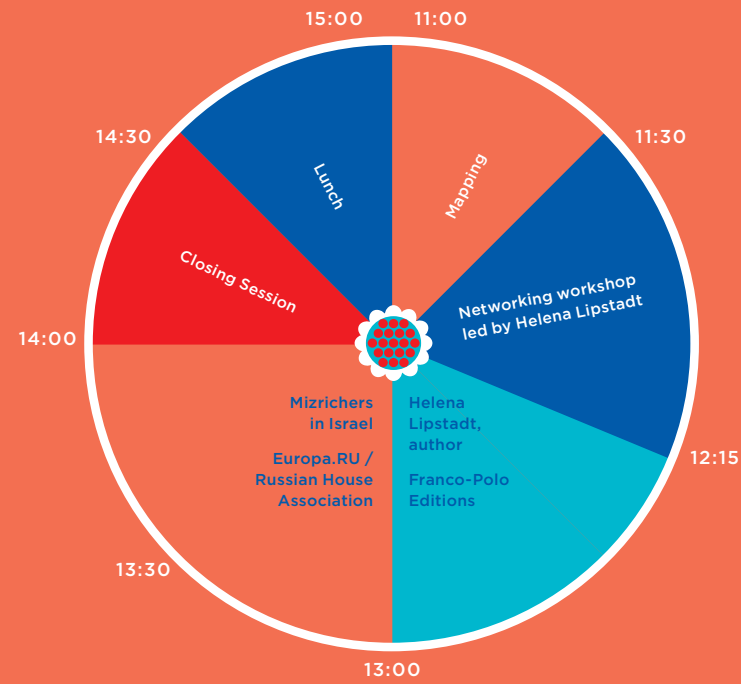 15:00
11:00
14:30
11:30
Lunch
Mapping
Closing Session
Networking workshop
led by Helena Lipstadt
14:00
Mizrichers
in Israel
Europa.RU /
Russian House
Association
Helena
Lipstadt,
author
Franco-Polo
Editions
12:15
13:30
13:00